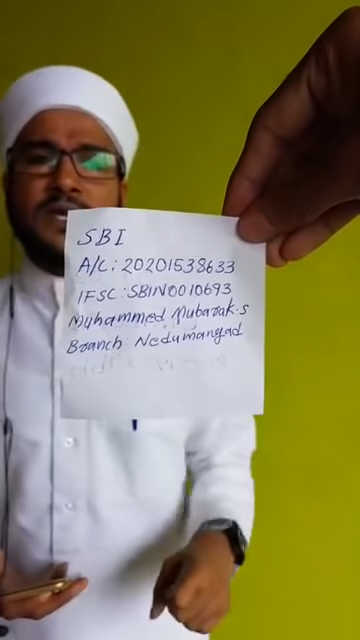 SBI
A/C: 20201538633
IFSC: SBIN0010693
Muhammed Mubarak.s
Branch: Nedumangad